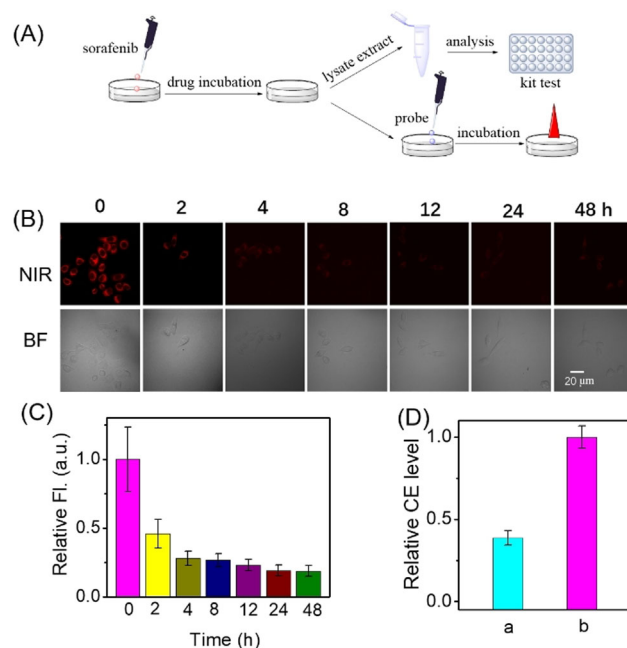 (A)
sorafenib
drug incubation
lysate extract
analysis
kit test
probe
incubation
(B)
0 2 4 8 12 24 48 h
NIR
BF
20 μm
(C)
Relative Fl. (a.u.)
1.0
0.5
0.0
0 2 4 8 12 24 48
Time (h)
(D)
Relative CE level
1.0
0.5
0.0
a b